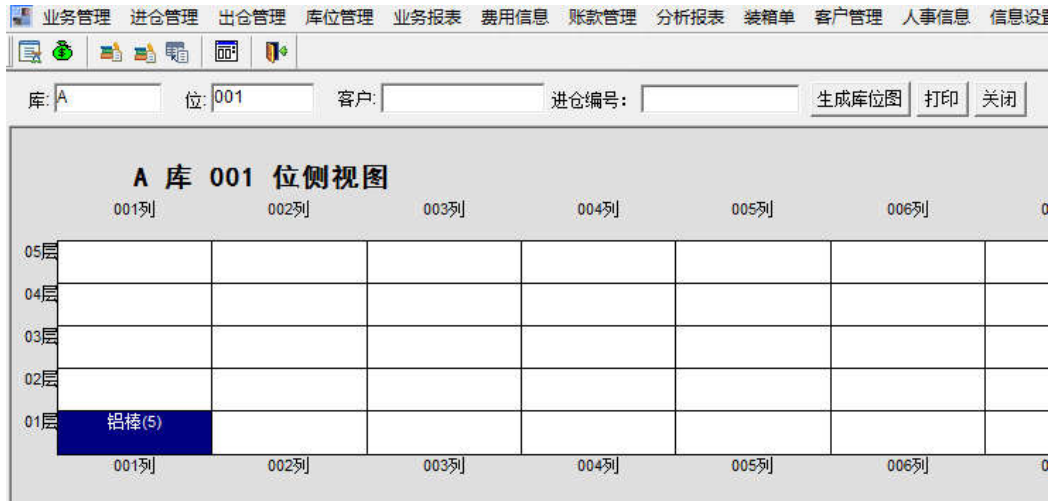 业务管理 进仓管理 出仓管理 库位管理 业务报表 费用信息 账款管理 分析报表 装箱单 客户管理 人事信息 信息设置
库: A 位: 001 客户: 进仓编号： 生成库位图 打印 关闭
A 库 001 位侧视图
001列 002列 003列 004列 005列 006列 0
05层
04层
03层
02层
01层 铝棒(5)
001列 002列 003列 004列 005列 006列 0